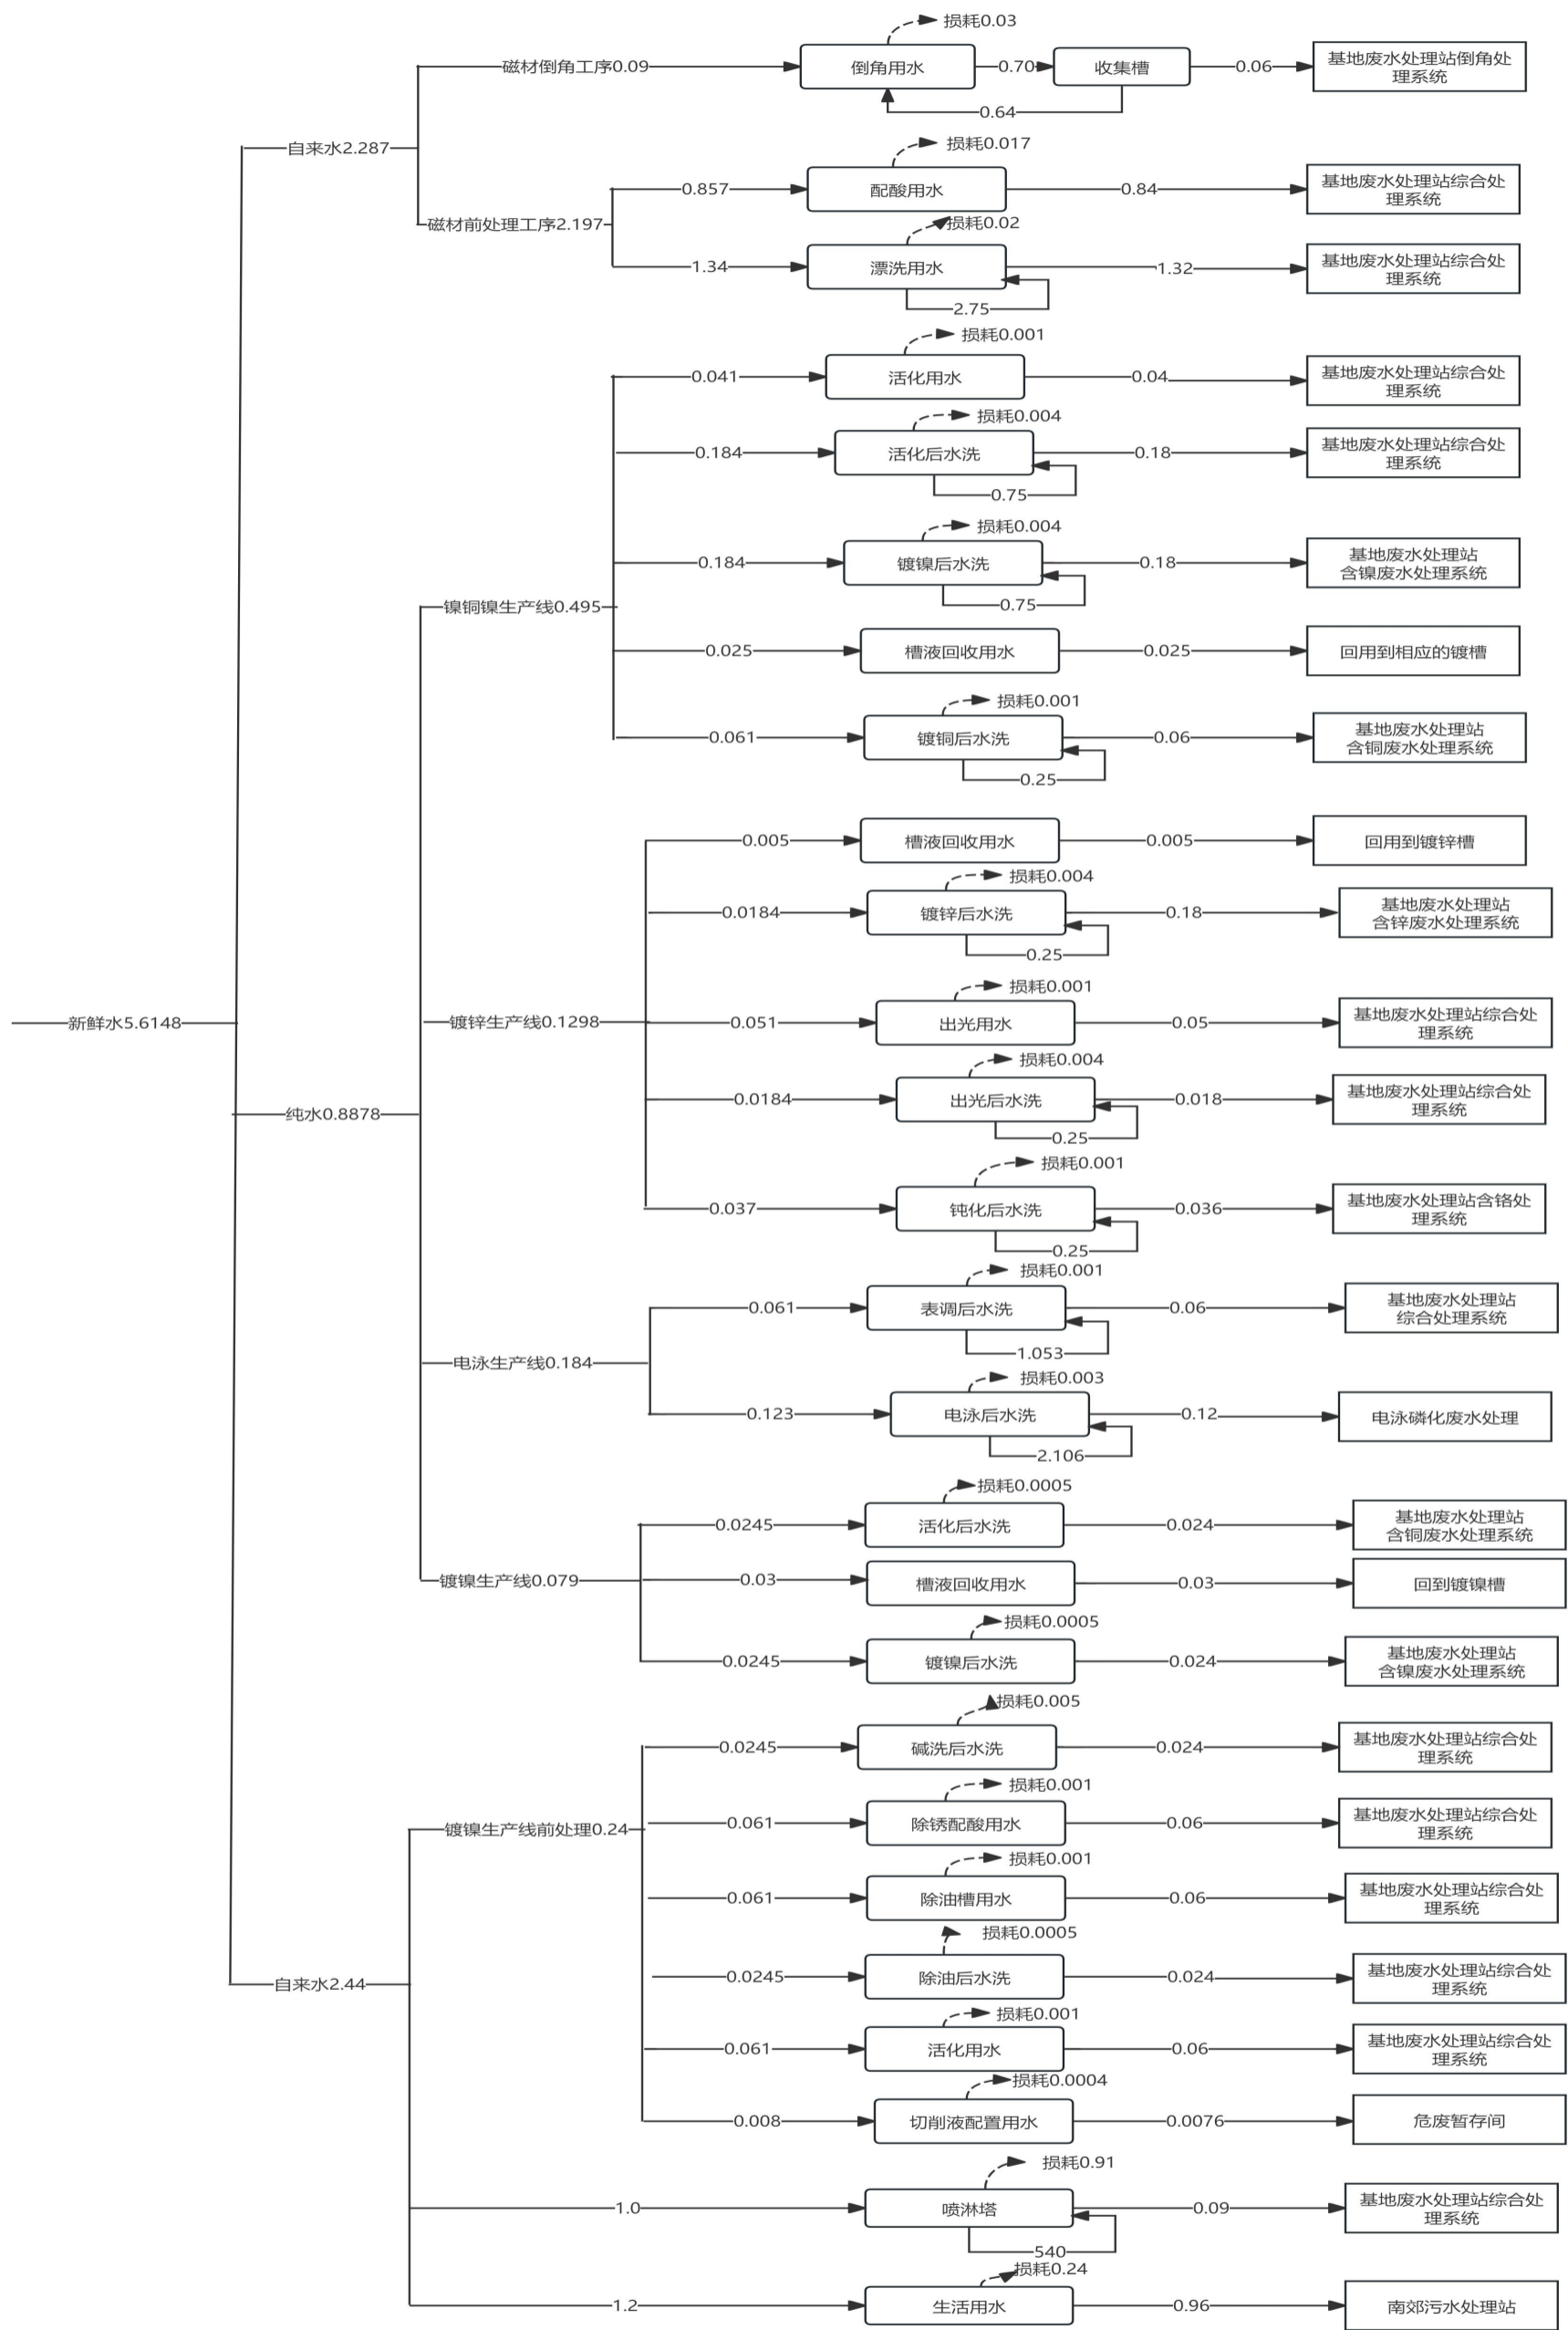 损耗0.03
磁材倒角工序0.09
倒角用水
0.70
收集槽
0.06
基地废水处理站倒角处
理系统
0.64
自来水2.287
损耗0.017
0.857
配酸用水
0.84
基地废水处理站综合处
理系统
磁材前处理工序2.197
损耗0.02
1.34
漂洗用水
1.32
基地废水处理站综合处
理系统
2.75
损耗0.001
0.041
活化用水
0.04
基地废水处理站综合处
理系统
损耗0.004
0.184
活化后水洗
0.18
基地废水处理站综合处
理系统
0.75
损耗0.004
0.184
镀镍后水洗
0.18
基地废水处理站
含镍废水处理系统
0.75
镍铜镍生产线0.495
0.025
槽液回收用水
0.025
回用到相应的镀槽
损耗0.001
0.061
镀铜后水洗
0.06
基地废水处理站
含铜废水处理系统
0.25
0.005
槽液回收用水
0.005
回用到镀锌槽
损耗0.004
0.0184
镀锌后水洗
0.18
基地废水处理站
含锌废水处理系统
0.25
损耗0.001
新鲜水5.6148
镀锌生产线0.1298
0.051
出光用水
0.05
基地废水处理站综合处
理系统
损耗0.004
纯水0.8878
0.0184
出光后水洗
0.018
基地废水处理站综合处
理系统
0.25
损耗0.001
0.037
钝化后水洗
0.036
基地废水处理站含铬处
理系统
0.25
损耗0.001
0.061
表调后水洗
0.06
基地废水处理站
综合处理系统
1.053
电泳生产线0.184
损耗0.003
0.123
电泳后水洗
0.12
电泳磷化废水处理
2.106
损耗0.0005
0.0245
活化后水洗
0.024
基地废水处理站
含铜废水处理系统
镀镍生产线0.079
0.03
槽液回收用水
0.03
回到镀镍槽
损耗0.0005
0.0245
镀镍后水洗
0.024
基地废水处理站
含镍废水处理系统
损耗0.005
0.0245
碱洗后水洗
0.024
基地废水处理站综合处
理系统
损耗0.001
镀镍生产线前处理0.24
0.061
除锈配酸用水
0.06
基地废水处理站综合处
理系统
损耗0.001
0.061
除油槽用水
0.06
基地废水处理站综合处
理系统
损耗0.0005
自来水2.44
0.0245
除油后水洗
0.024
基地废水处理站综合处
理系统
损耗0.001
0.061
活化用水
0.06
基地废水处理站综合处
理系统
损耗0.0004
0.008
切削液配置用水
0.0076
危废暂存间
损耗0.91
1.0
喷淋塔
0.09
基地废水处理站综合处
理系统
540
损耗0.24
1.2
生活用水
0.96
南郊污水处理站